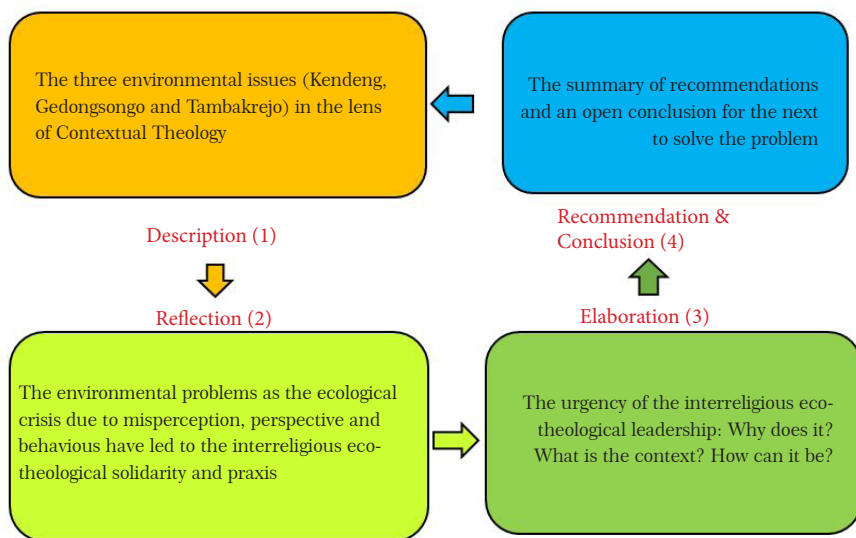 The three environmental issues (Kendeng,
Gedongsongo and Tambakrejo) in the lens
of Contextual Theology
Description (1)
Reflection (2)
The environmental problems as the ecological
crisis due to misperception, perspective and
behavious have led to the interreligious eco-
theological solidarity and praxis
Elaboration (3)
The urgency of the interreligious eco-
theological leadership: Why does it?
What is the context? How can it be?
Recommendation &
Conclusion (4)
The summary of recommendations
and an open conclusion for the next
to solve the problem